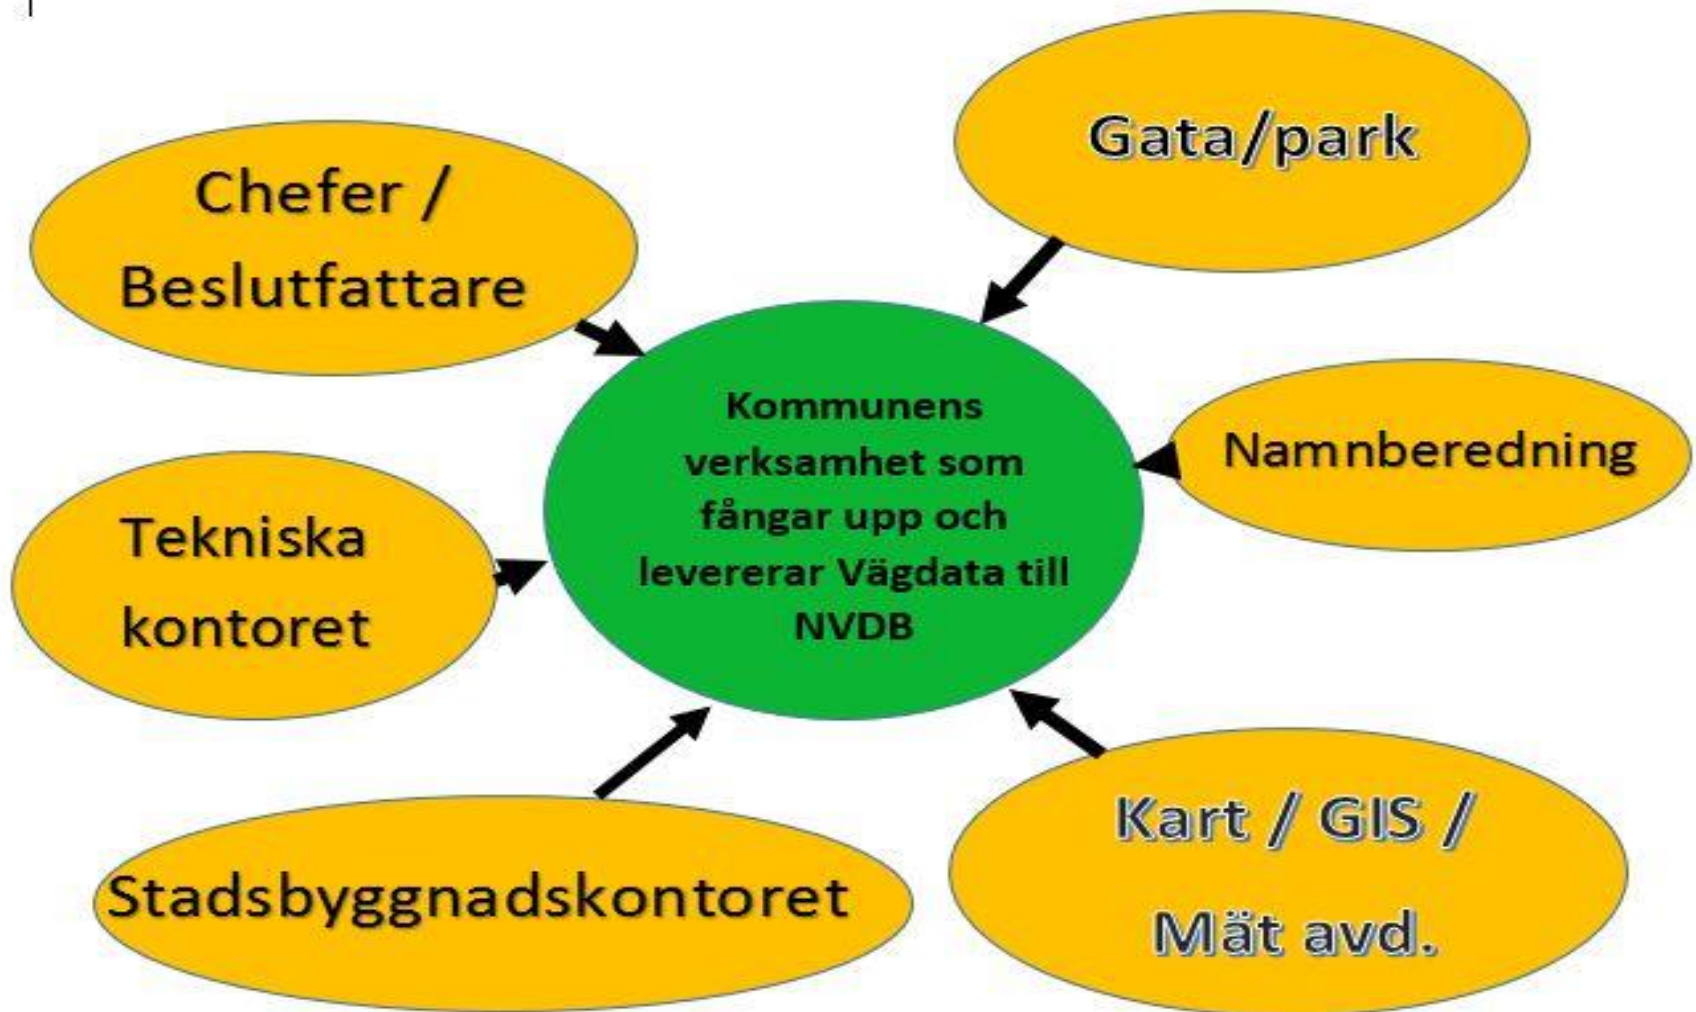 Chefer /
Beslutfattare
Gata/park
Kommunens
verksamhet som
fångar upp och
levererar Vägdata till
NVDB
Namnberedning
Tekniska
kontoret
Stadsbyggnadskontoret
Kart / GIS /
Mät avd.